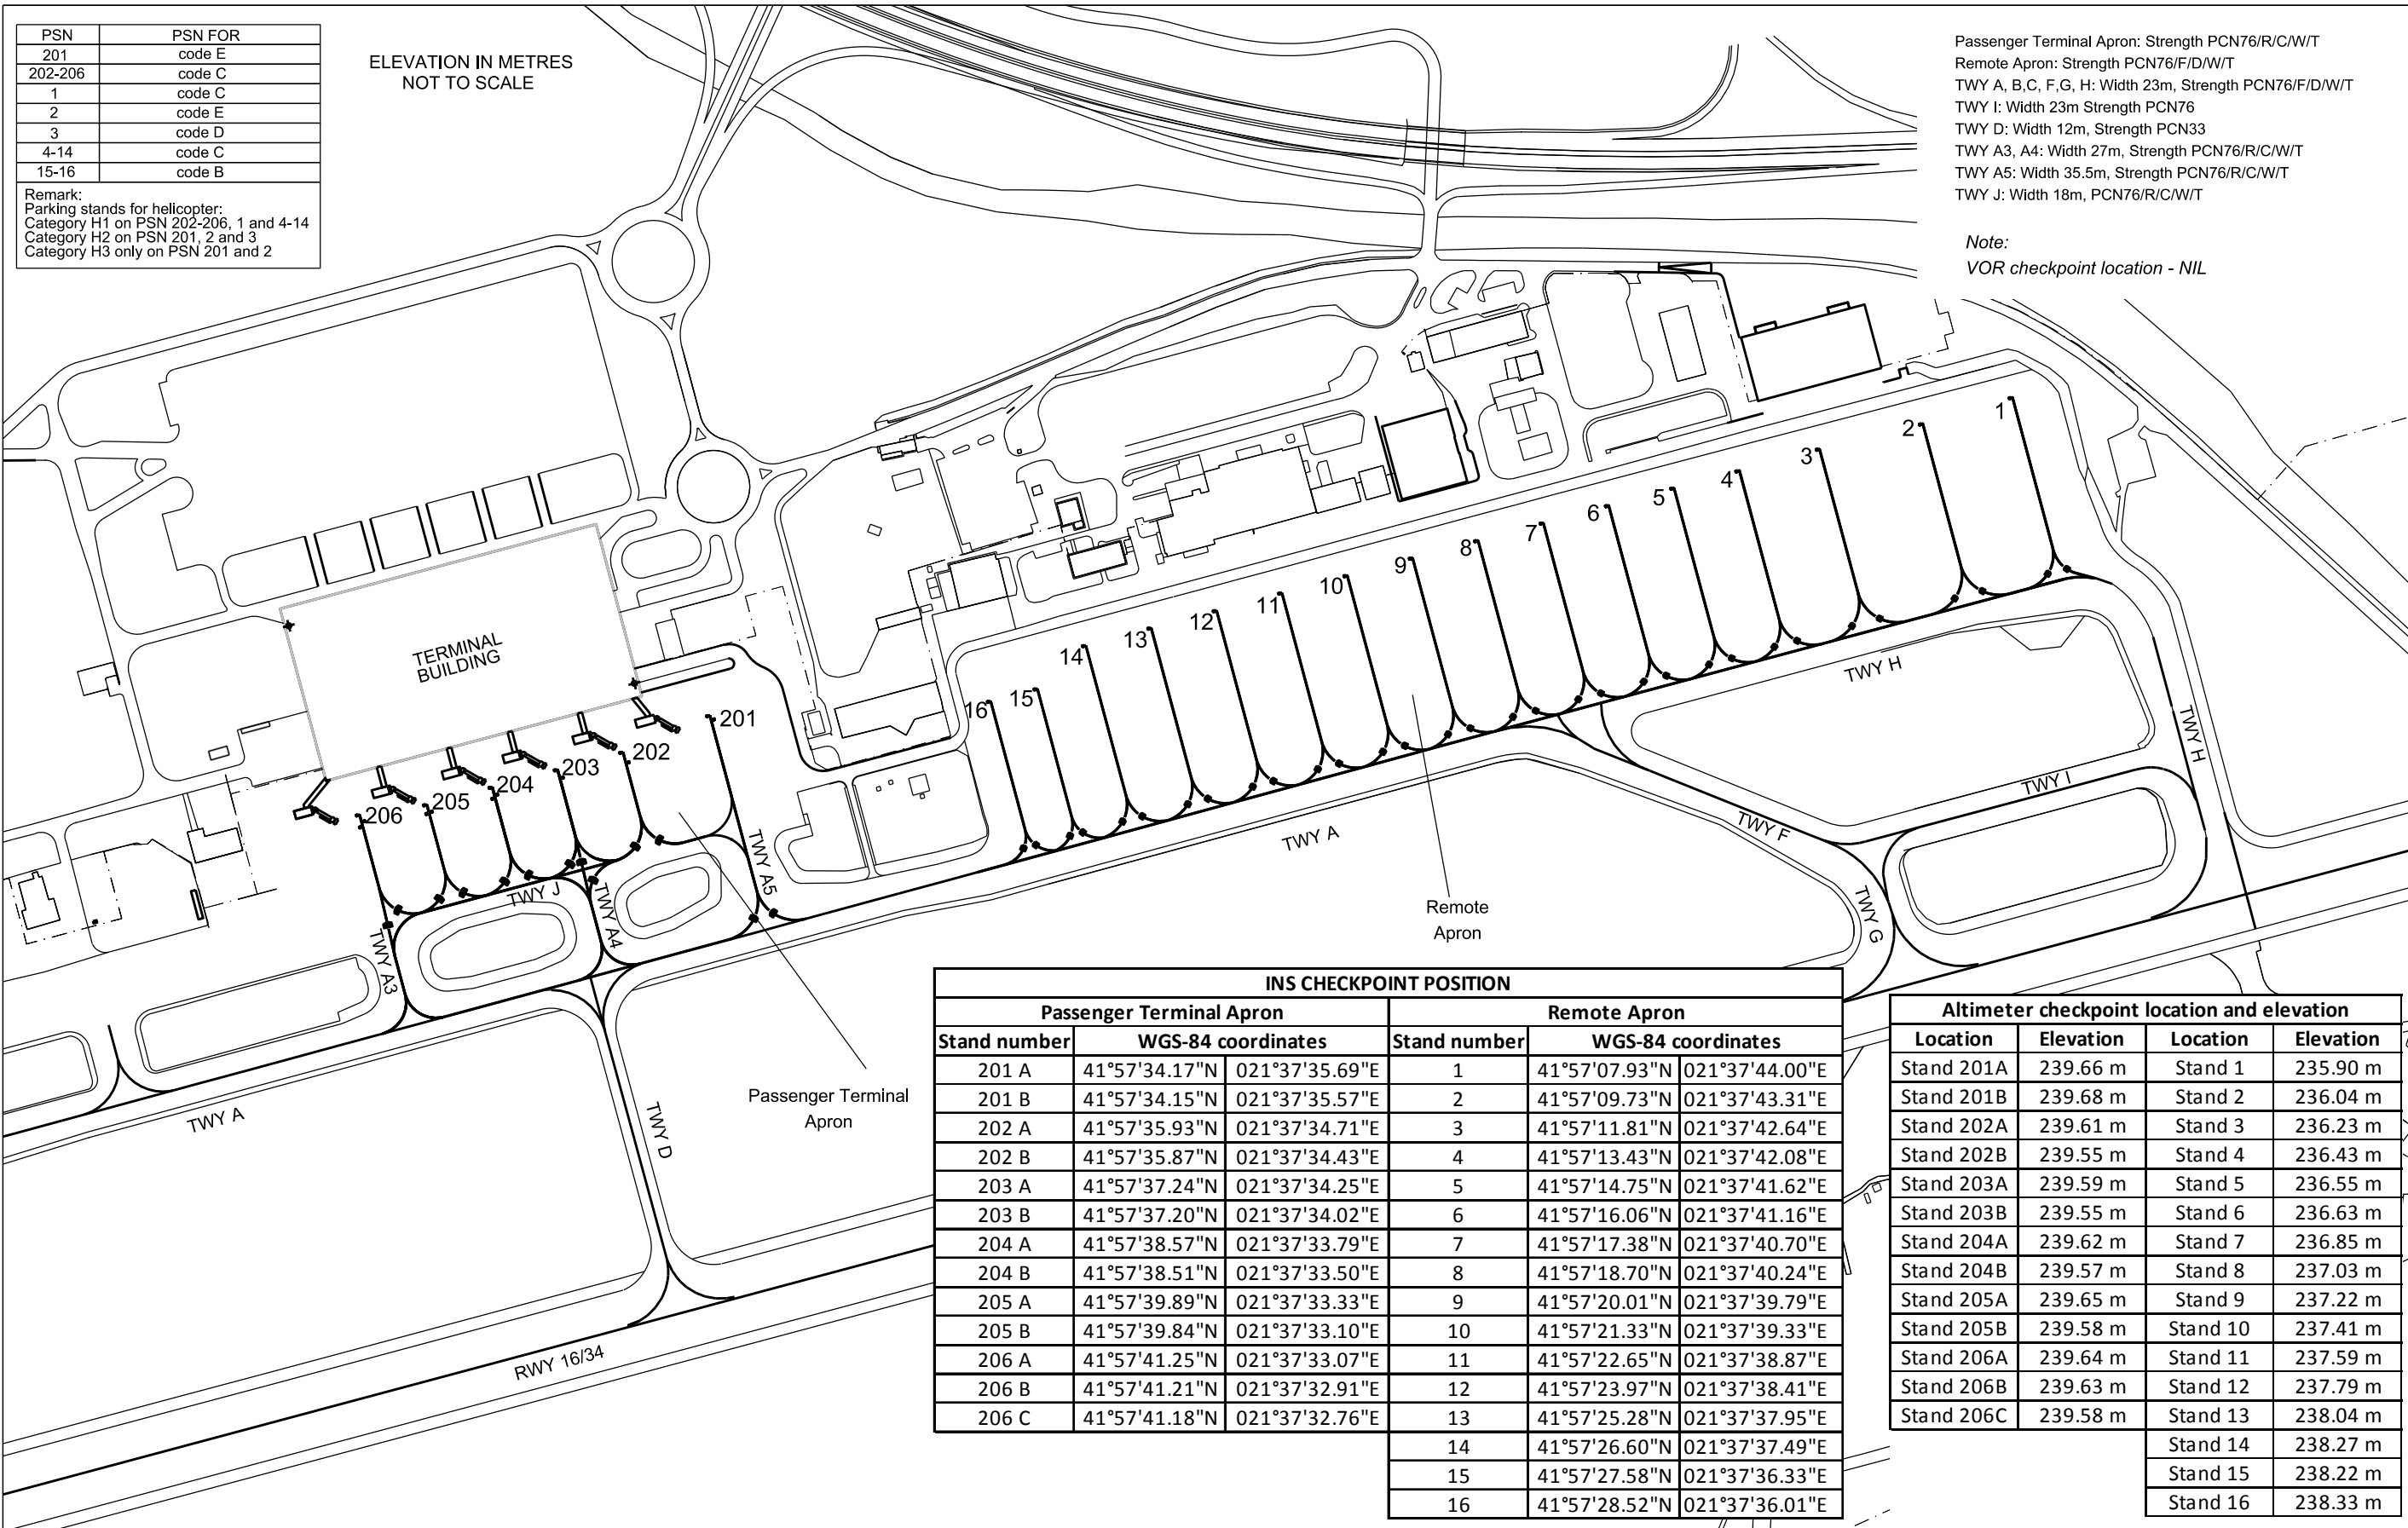 PSN PSN FOR
201 code E
202-206 code C
1 code C
2 code E
3 code D
4-14 code C
15-16 code B
Remark:
Parking stands for helicopter:
Category H1 on PSN 202-206, 1 and 4-14
Category H2 on PSN 201, 2 and 3
Category H3 only on PSN 201 and 2
ELEVATION IN METRES
NOT TO SCALE
Passenger Terminal Apron: Strength PCN76/R/C/W/T
Remote Apron: Strength PCN76/F/D/W/T
TWY A, B,C, F,G, H: Width 23m, Strength PCN76/F/D/W/T
TWY I: Width 23m Strength PCN76
TWY D: Width 12m, Strength PCN33
TWY A3, A4: Width 27m, Strength PCN76/R/C/W/T
TWY A5: Width 35.5m, Strength PCN76/R/C/W/T
TWY J: Width 18m, PCN76/R/C/W/T
Note:
VOR checkpoint location - NIL
1
2
3
4
5
6
7
8
9
10
11
12
13
14
15
16
TERMINAL
BUILDING
201
202
203
204
205
206
TWY H
TWY H
TWY I
TWY F
TWY G
TWY A
TWY A5
TWY J
TWY A4
TWY A3
TWY A
TWY D
RWY 16/34
Remote
Apron
Passenger Terminal
Apron
INS CHECKPOINT POSITION
Passenger Terminal Apron Remote Apron
Stand number WGS-84 coordinates Stand number WGS-84 coordinates
201 A 41°57'34.17"N 021°37'35.69"E 1 41°57'07.93"N 021°37'44.00"E
201 B 41°57'34.15"N 021°37'35.57"E 2 41°57'09.73"N 021°37'43.31"E
202 A 41°57'35.93"N 021°37'34.71"E 3 41°57'11.81"N 021°37'42.64"E
202 B 41°57'35.87"N 021°37'34.43"E 4 41°57'13.43"N 021°37'42.08"E
203 A 41°57'37.24"N 021°37'34.25"E 5 41°57'14.75"N 021°37'41.62"E
203 B 41°57'37.20"N 021°37'34.02"E 6 41°57'16.06"N 021°37'41.16"E
204 A 41°57'38.57"N 021°37'33.79"E 7 41°57'17.38"N 021°37'40.70"E
204 B 41°57'38.51"N 021°37'33.50"E 8 41°57'18.70"N 021°37'40.24"E
205 A 41°57'39.89"N 021°37'33.33"E 9 41°57'20.01"N 021°37'39.79"E
205 B 41°57'39.84"N 021°37'33.10"E 10 41°57'21.33"N 021°37'39.33"E
206 A 41°57'41.25"N 021°37'33.07"E 11 41°57'22.65"N 021°37'38.87"E
206 B 41°57'41.21"N 021°37'32.91"E 12 41°57'23.97"N 021°37'38.41"E
206 C 41°57'41.18"N 021°37'32.76"E 13 41°57'25.28"N 021°37'37.95"E
14 41°57'26.60"N 021°37'37.49"E
15 41°57'27.58"N 021°37'36.33"E
16 41°57'28.52"N 021°37'36.01"E
Altimeter checkpoint location and elevation
Location Elevation Location Elevation
Stand 201A 239.66 m Stand 1 235.90 m
Stand 201B 239.68 m Stand 2 236.04 m
Stand 202A 239.61 m Stand 3 236.23 m
Stand 202B 239.55 m Stand 4 236.43 m
Stand 203A 239.59 m Stand 5 236.55 m
Stand 203B 239.55 m Stand 6 236.63 m
Stand 204A 239.62 m Stand 7 236.85 m
Stand 204B 239.57 m Stand 8 237.03 m
Stand 205A 239.65 m Stand 9 237.22 m
Stand 205B 239.58 m Stand 10 237.41 m
Stand 206A 239.64 m Stand 11 237.59 m
Stand 206B 239.63 m Stand 12 237.79 m
Stand 206C 239.58 m Stand 13 238.04 m
Stand 14 238.27 m
Stand 15 238.22 m
Stand 16 238.33 m